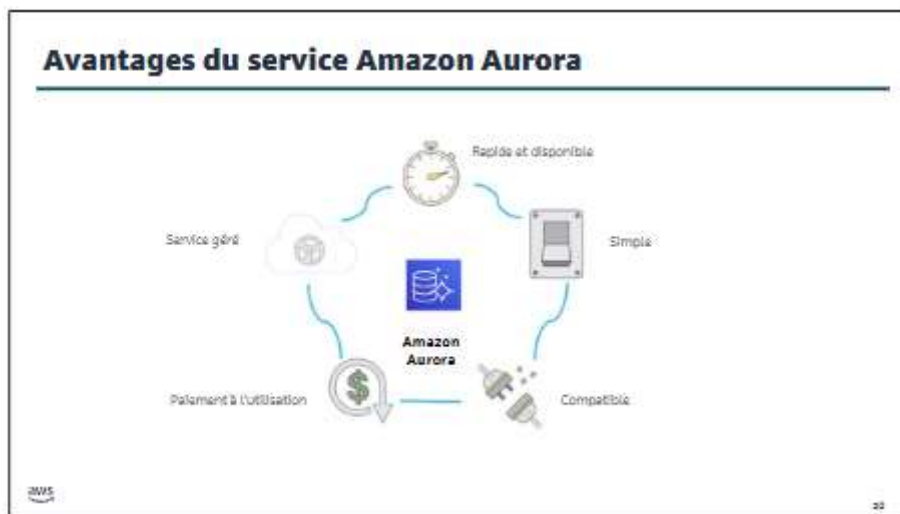 Avantages du service Amazon Aurora
Rapide et disponible
Service géré
Simple
Amazon
Aurora
Paiement à l'utilisation
Compatible
aws